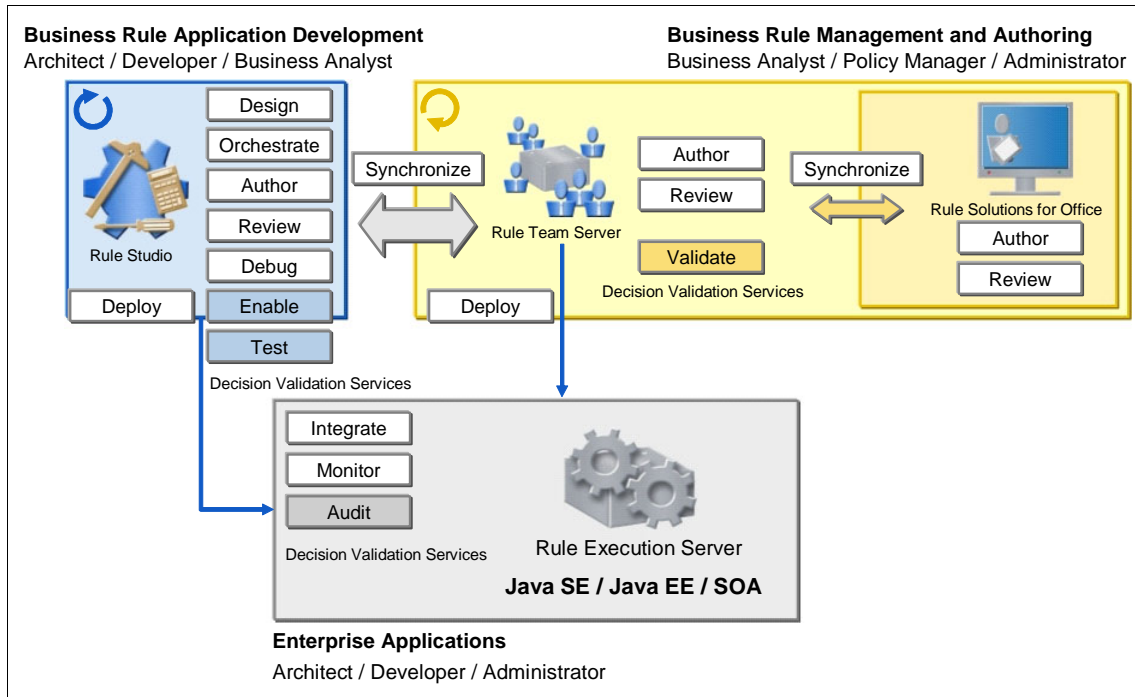 Business Rule Application Development
Architect / Developer / Business Analyst
Business Rule Management and Authoring
Business Analyst / Policy Manager / Administrator
Design
Orchestrate
Author
Review
Debug
Enable
Test
Rule Studio
Deploy
Decision Validation Services
Synchronize
Rule Team Server
Author
Review
Validate
Decision Validation Services
Deploy
Synchronize
Rule Solutions for Office
Author
Review
Integrate
Monitor
Audit
Decision Validation Services
Rule Execution Server
Java SE / Java EE / SOA
Enterprise Applications
Architect / Developer / Administrator